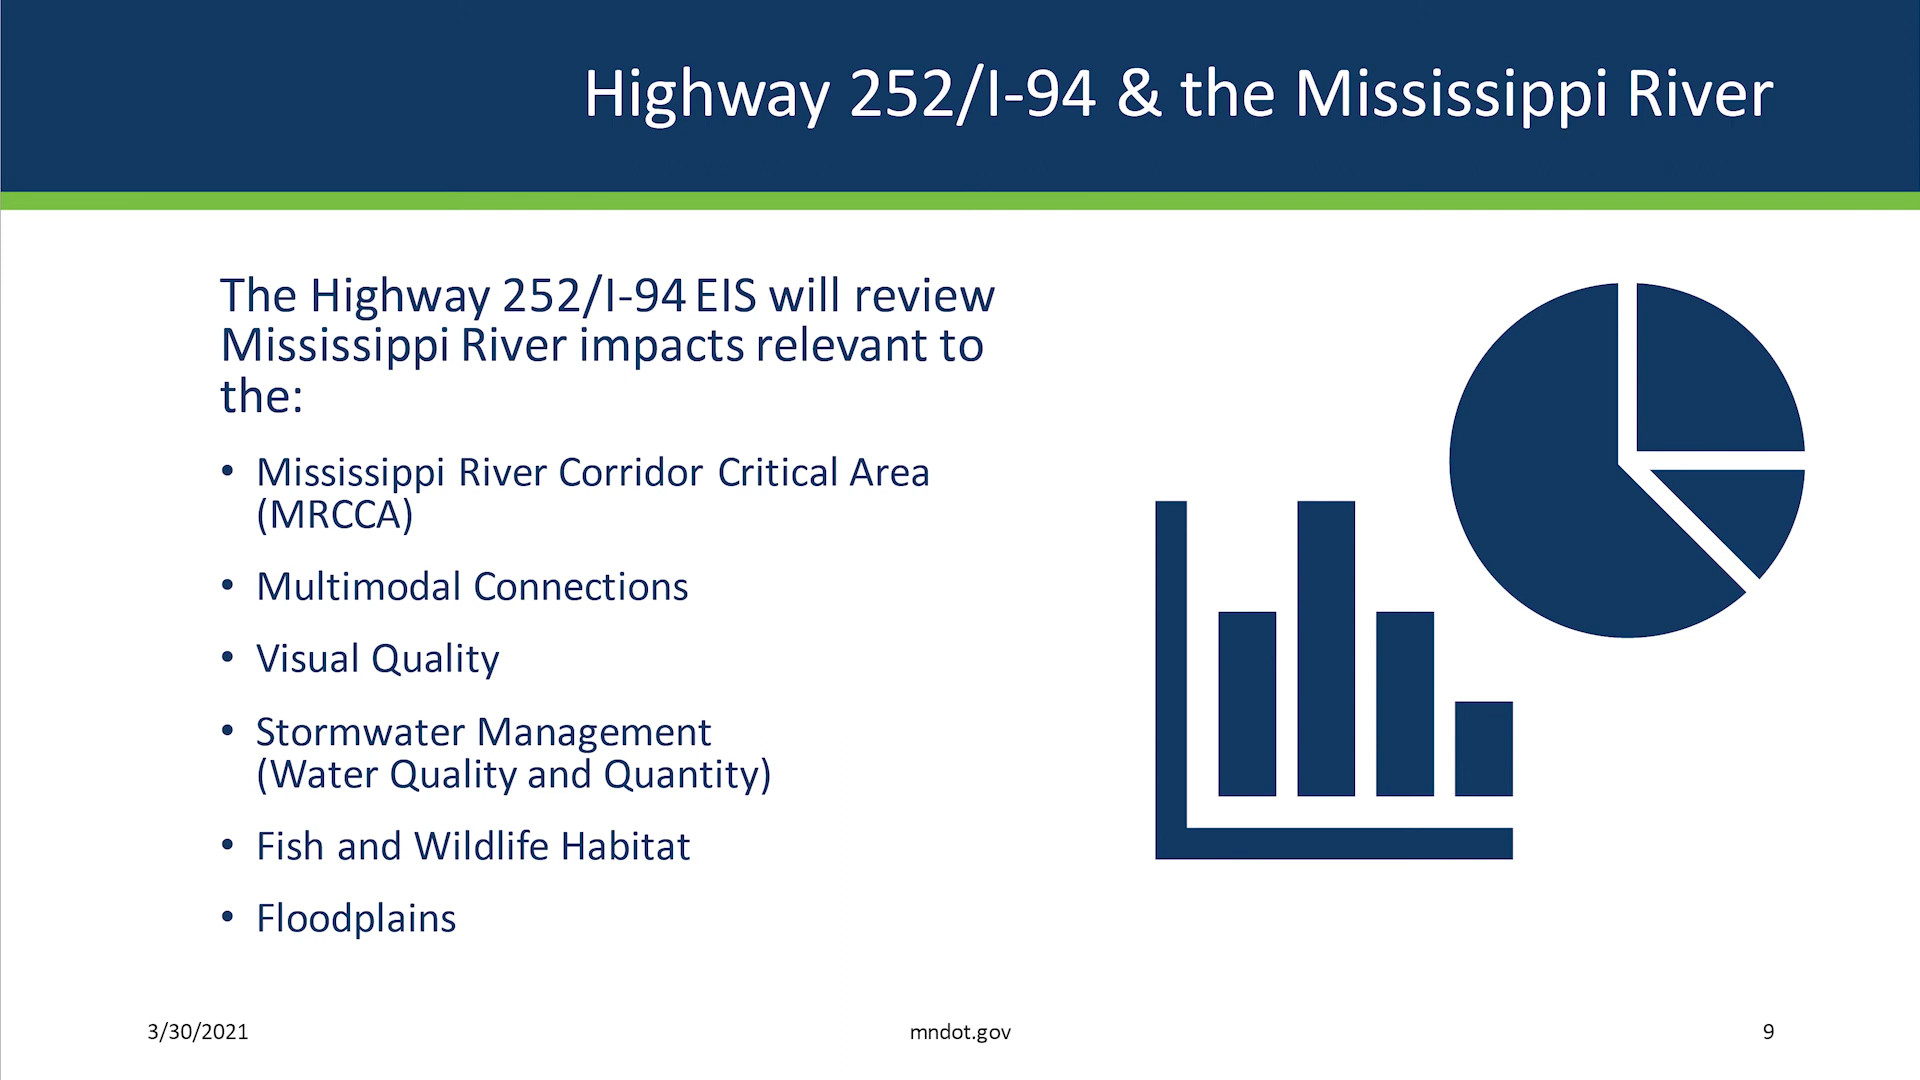 Highway 252/I-94 & the Mississippi River
The Highway 252/I-94 EIS will review
Mississippi River impacts relevant to
the:
• Mississippi River Corridor Critical Area
(MRCCA)
• Multimodal Connections
• Visual Quality
• Stormwater Management
(Water Quality and Quantity)
• Fish and Wildlife Habitat
• Floodplains
3/30/2021
mndot.gov
9